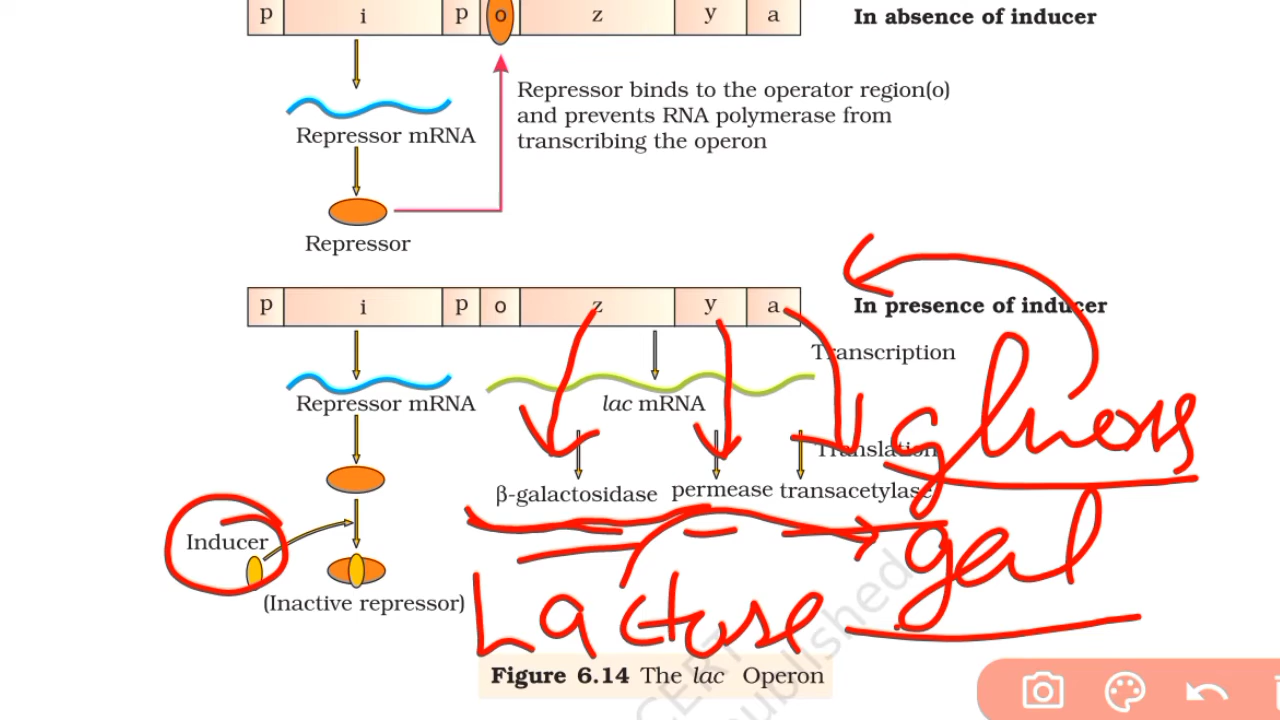 p i p o z y a In absence of inducer
Repressor binds to the operator region(o)
and prevents RNA polymerase from
transcribing the operon
Repressor mRNA
Repressor
p i p o z y a In presence of inducer
Transcription
Repressor mRNA lac mRNA
Translation
β-galactosidase permease transacetylase
Inducer
(Inactive repressor)
gal
Lactose
Figure 6.14 The lac Operon